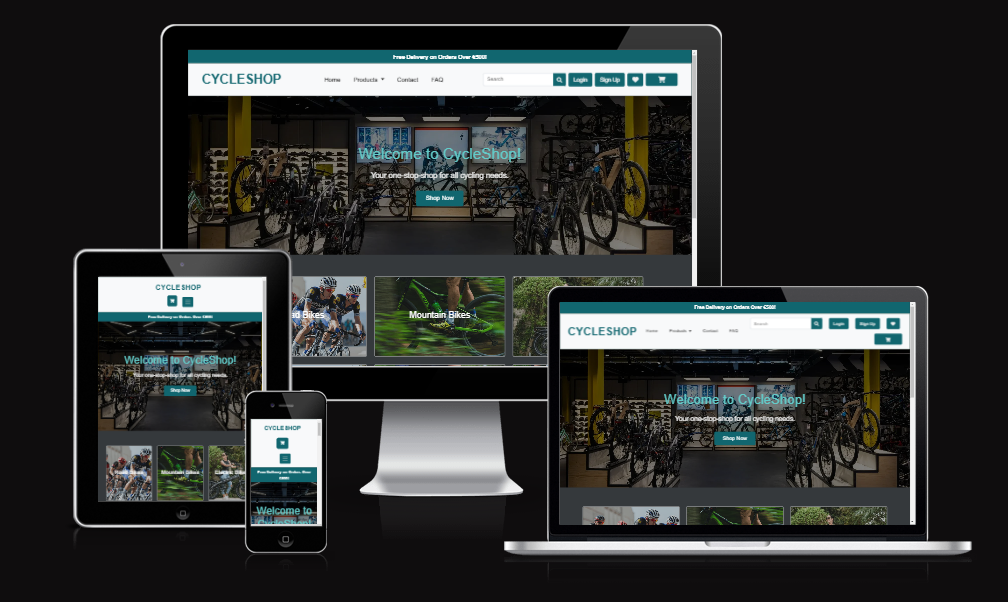 Free Delivery on Orders Over €500!
CYCLESHOP
Home
Products
Contact
FAQ
Search
Login
Sign Up
Welcome to CycleShop!
Your one-stop-shop for all cycling needs.
Shop Now
Bikes
Mountain Bikes
CYCLESHOP
Free Delivery on Orders Over
Welcome to CycleShop!
Your one-stop-shop for all cycling needs.
Shop Now
Road Bikes
Mountain Bikes
Bikes
CYCLESHOP
Free Delivery on Orders Over
Welcome to
CycleShop!
Free Delivery on Orders Over €500!
CYCLESHOP
Home
Products
Contact
FAQ
Search
Login
Sign Up
Welcome to CycleShop!
Your one-stop-shop for all cycling needs.
Shop Now